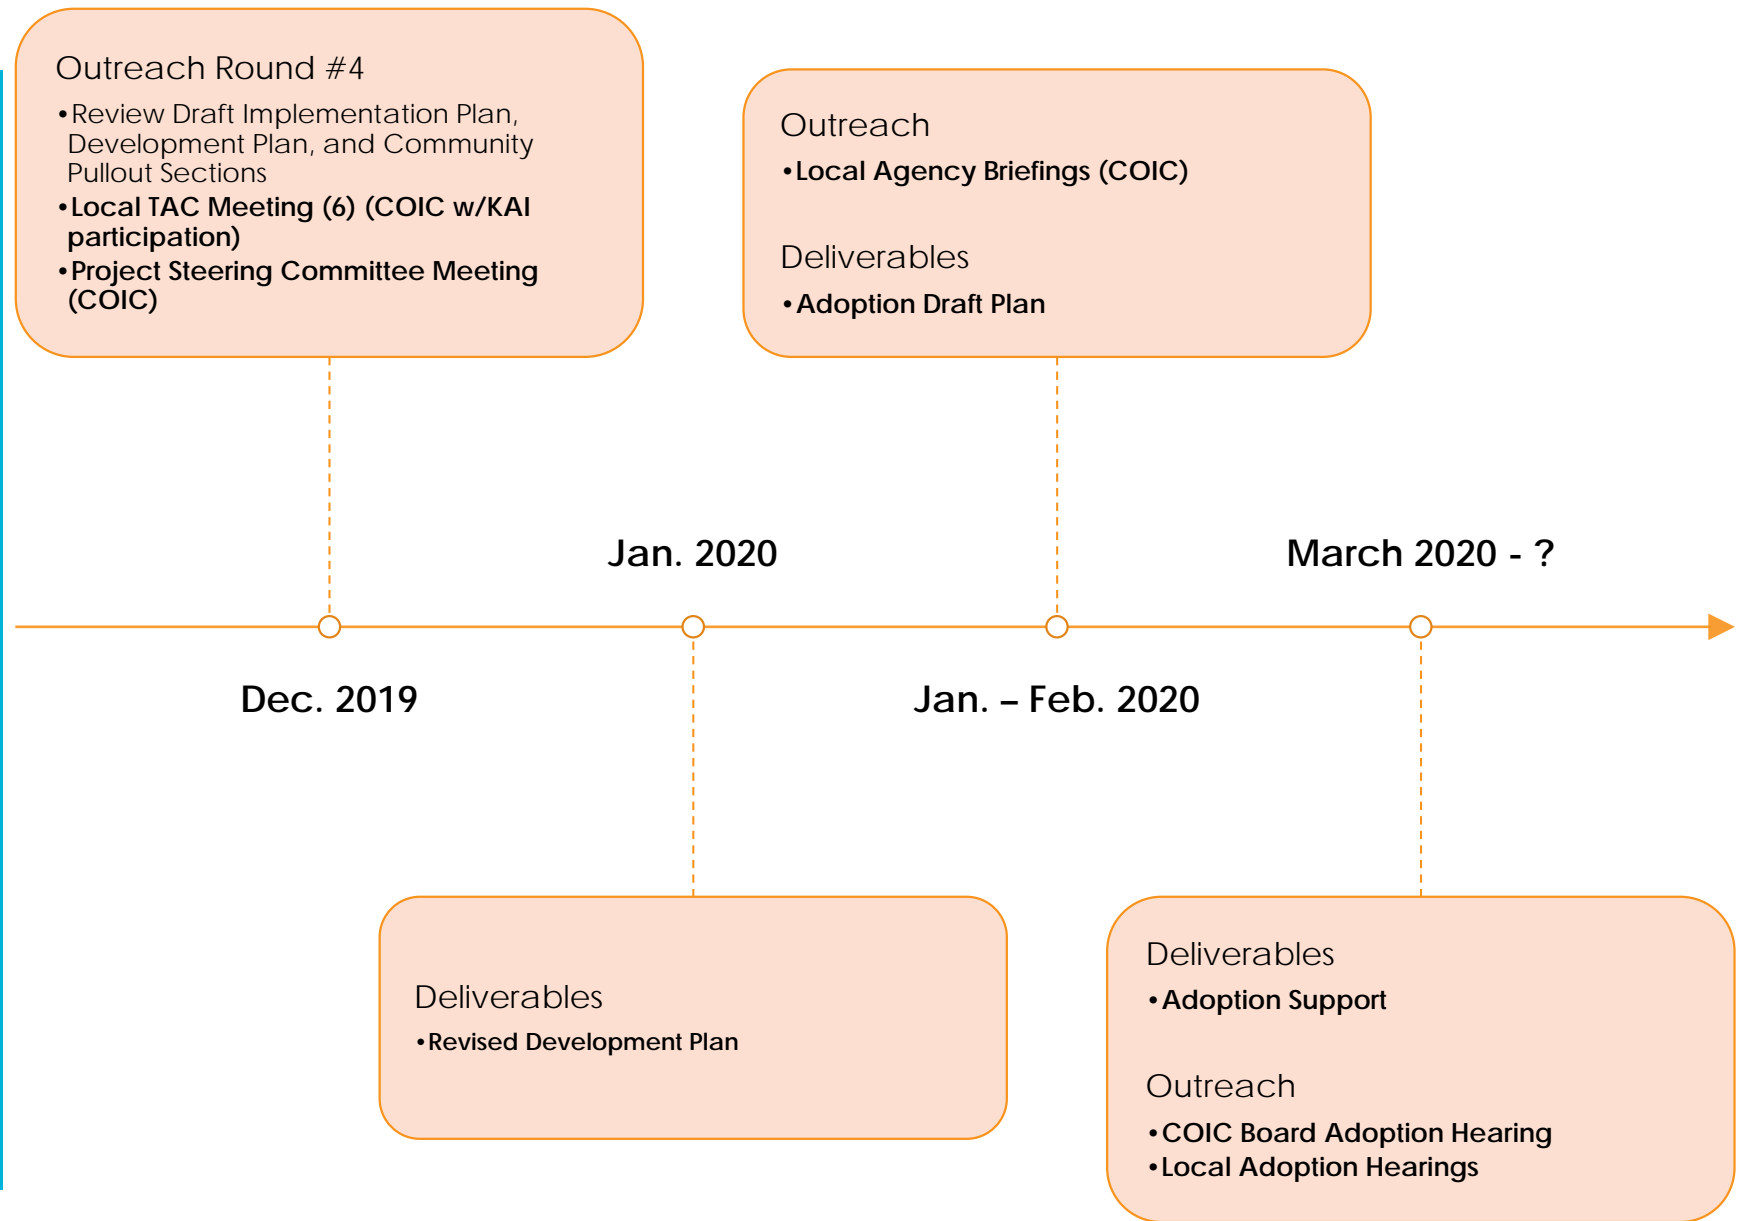 Outreach Round #4
•Review Draft Implementation Plan,
Development Plan, and Community
Pullout Sections
•Local TAC Meeting (6) (COIC w/KAI
participation)
•Project Steering Committee Meeting
(COIC)
Outreach
•Local Agency Briefings (COIC)
Deliverables
•Adoption Draft Plan
Jan. 2020
March 2020 - ?
Dec. 2019
Jan. – Feb. 2020
Deliverables
•Revised Development Plan
Deliverables
•Adoption Support
Outreach
•COIC Board Adoption Hearing
•Local Adoption Hearings